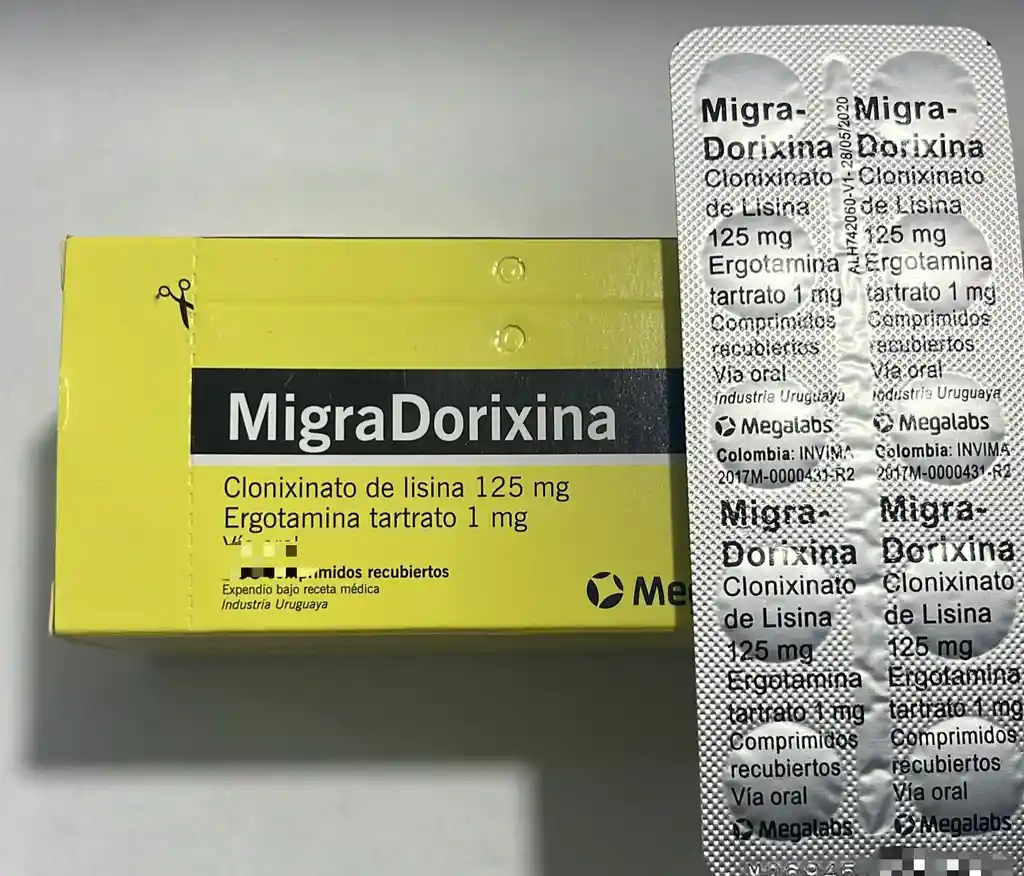 MigraDorixina
Clonixinato de lisina 125 mg
Ergotamina tartrato 1 mg
recubiertos
Expendio bajo receta médica
Industria Uruguaya
Migra-
Dorixina
Clonixinato
de Lisina
125 mg
Ergotamina
tartrato 1 mg
Comprimidos
recubiertos
Vía oral
Industria Uruguaya
Megalabs
Colombia: INVIMA
2017M-0000431-R2
Migra-
Dorixina
Clonixinato
de Lisina
125 mg
Ergotamina
tartrato 1 mg
Comprimidos
recubiertos
Vía oral
Megalabs
ALH742060-V1- 28/05/2020
Migra-
Dorixina
Clonixinato
de Lisina
125 mg
Ergotamina
tartrato 1 mg
Comprimidos
recubiertos
Vía oral
Industria Uruguaya
Megalabs
Colombia: INVIMA
2017M-0000431-R2
Migra-
Dorixina
Clonixinato
de Lisina
125 mg
Ergotamina
tartrato 1 mg
Comprimidos
recubiertos
Vía oral
Megalabs